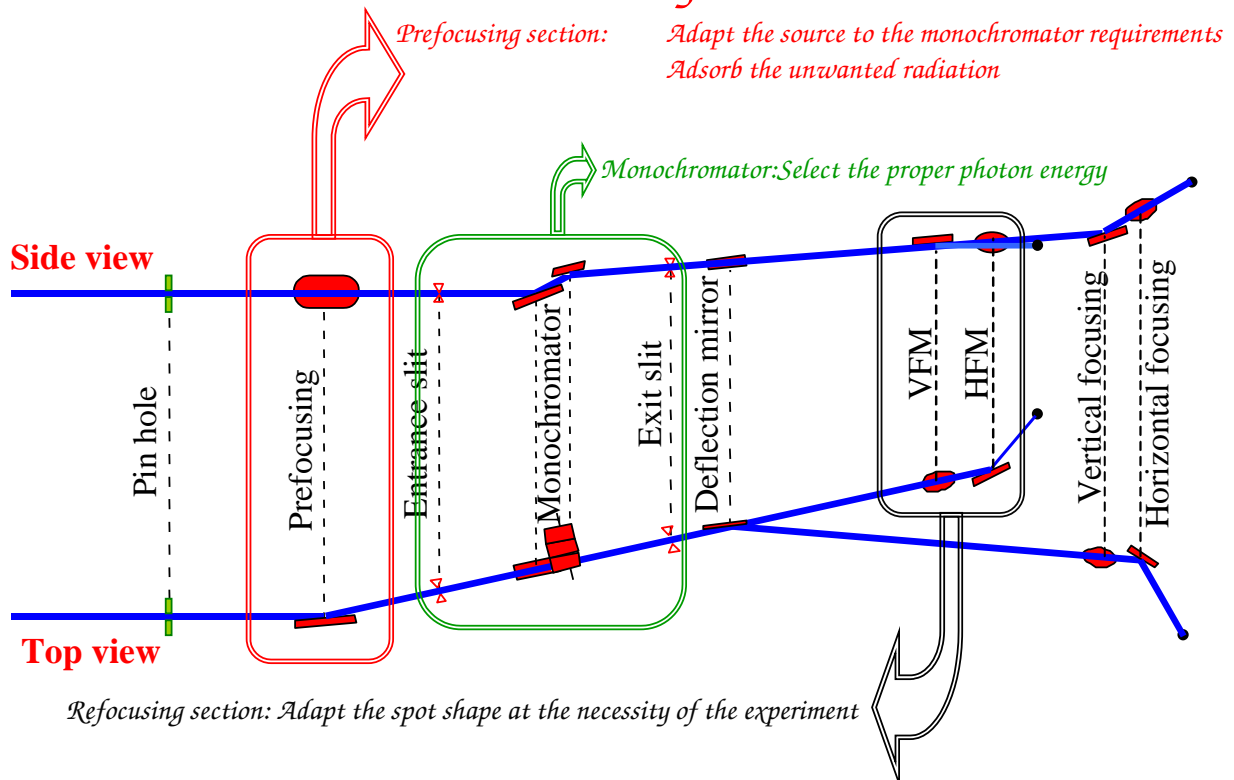 Prefocusing section: Adapt the source to the monochromator requirements
Adsorb the unwanted radiation
Monochromator:Select the proper photon energy
Side view
Pin hole
Prefocusing
Entrance slit
Monochromator
Exit slit
Deflection mirror
VFM
HFM
Vertical focusing
Horizontal focusing
Top view
Refocusing section: Adapt the spot shape at the necessity of the experiment